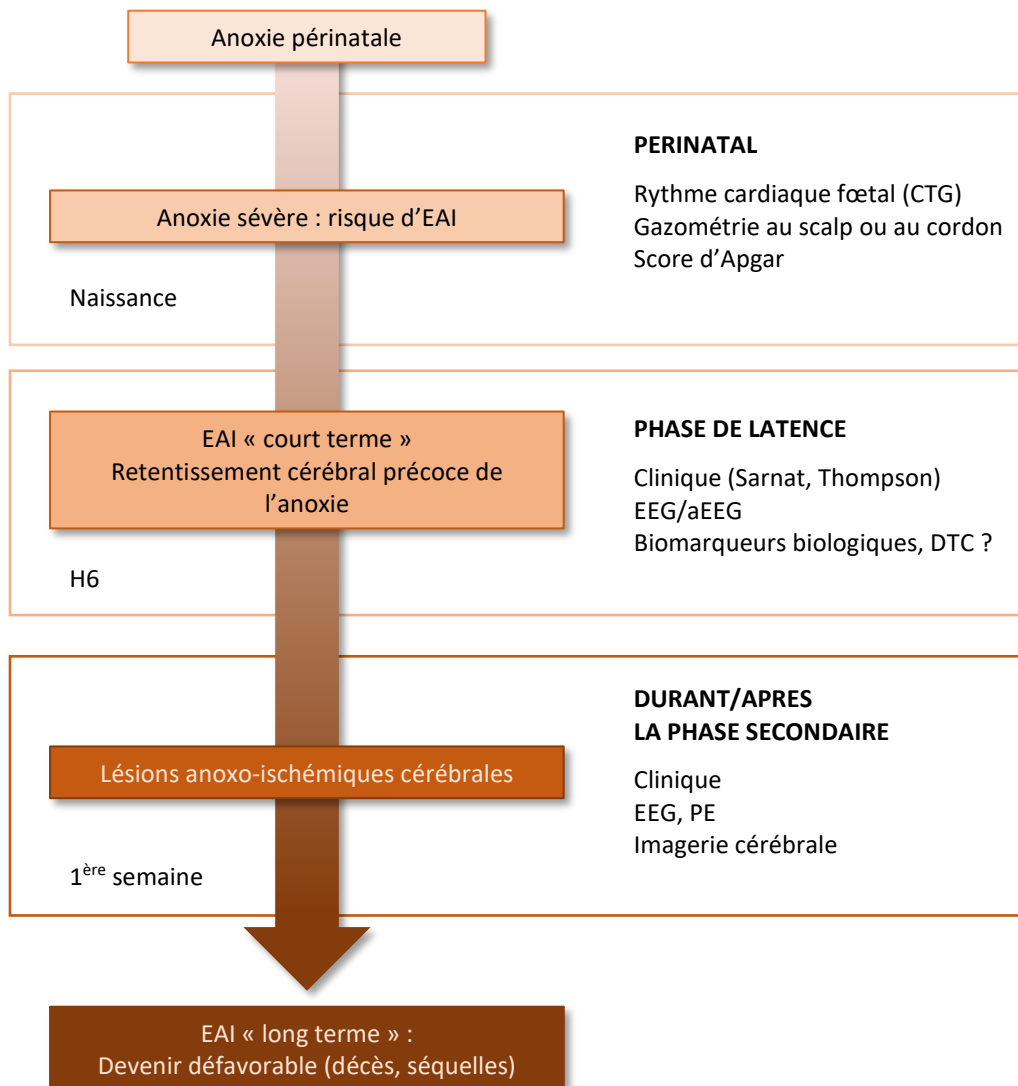 Anoxie périnatale
PERINATAL
Rythme cardiaque fœtal (CTG)
Gazométrie au scalp ou au cordon
Score d’Apgar
Anoxie sévère : risque d’EAI
Naissance
EAI « court terme »
Retentissement cérébral précoce de
l’anoxie
PHASE DE LATENCE
Clinique (Sarnat, Thompson)
EEG/aEEG
Biomarqueurs biologiques, DTC ?
H6
DURANT/APRES
LA PHASE SECONDAIRE
Clinique
EEG, PE
Imagerie cérébrale
Lésions anoxo-ischémiques cérébrales
1ère semaine
EAI « long terme » :
Devenir défavorable (décès, séquelles)